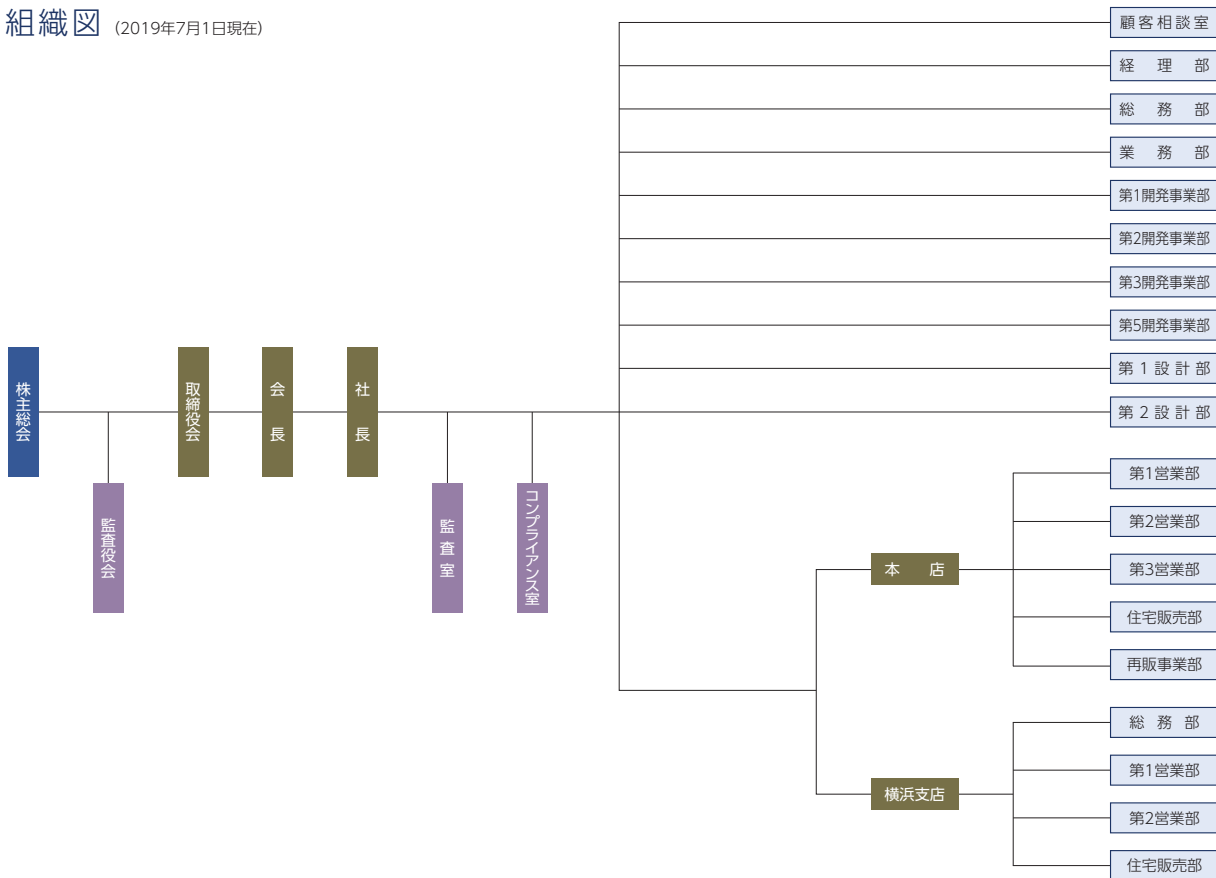 組織図 (2019年7月1日現在)
株主総会
監査役会
取締役会
会長
社長
監査室
コンプライアンス室
顧客相談室
経理部
総務部
業務部
第1開発事業部
第2開発事業部
第3開発事業部
第5開発事業部
第1設計部
第2設計部
本店
第1営業部
第2営業部
第3営業部
住宅販売部
再販事業部
横浜支店
総務部
第1営業部
第2営業部
住宅販売部